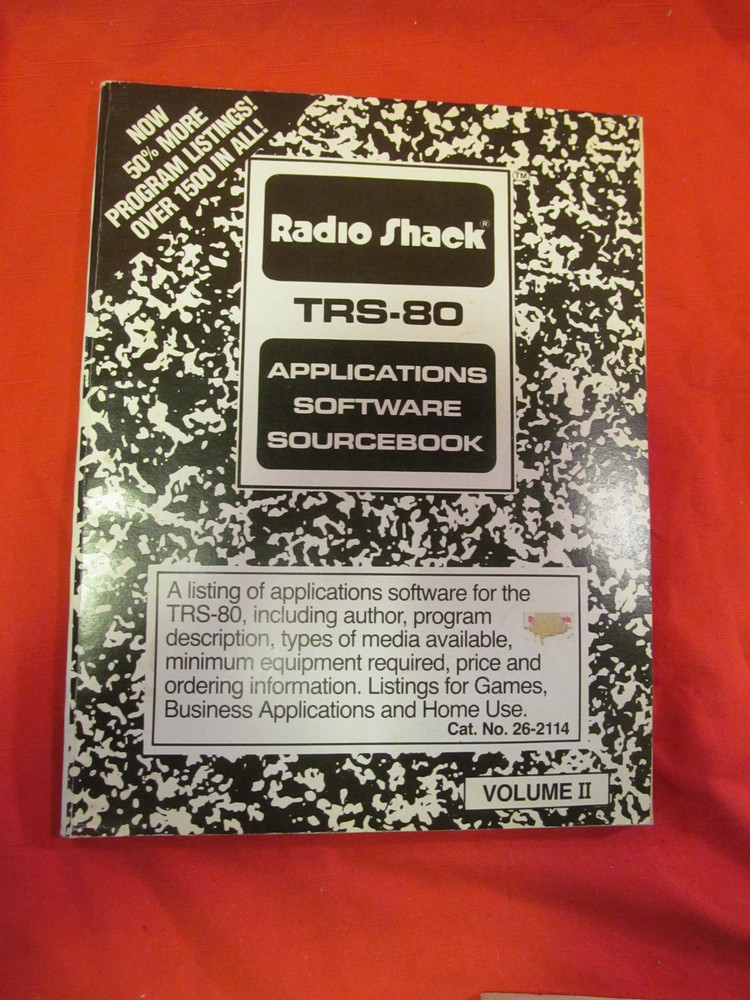 NOW
50% MORE
PROGRAM LISTINGS!
OVER 1500 IN ALL!
TM
Radio Shack®
TRS-80
APPLICATIONS
SOFTWARE
SOURCEBOOK
A listing of applications software for the
TRS-80, including author, program
description, types of media available,
minimum equipment required, price and
ordering information. Listings for Games,
Business Applications and Home Use.
Cat. No. 26-2114
VOLUME II